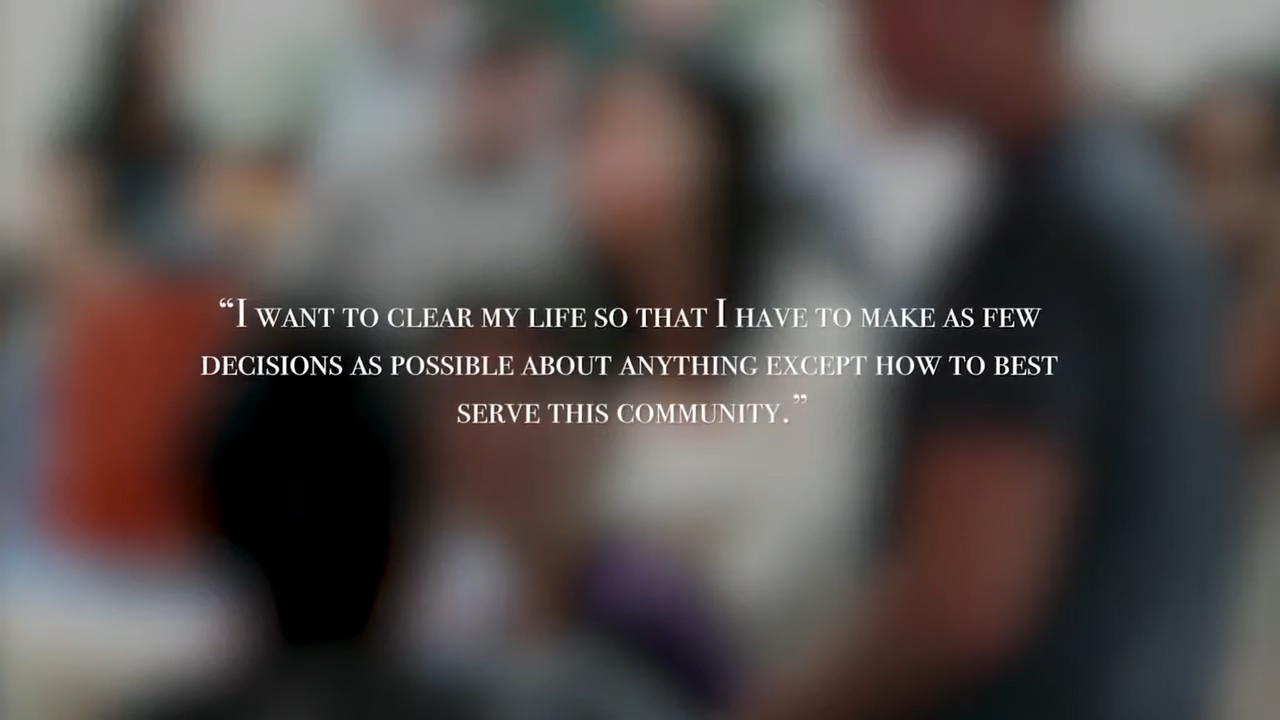 “I want to clear my life so that I have to make as few
decisions as possible about anything except how to best
serve this community.”